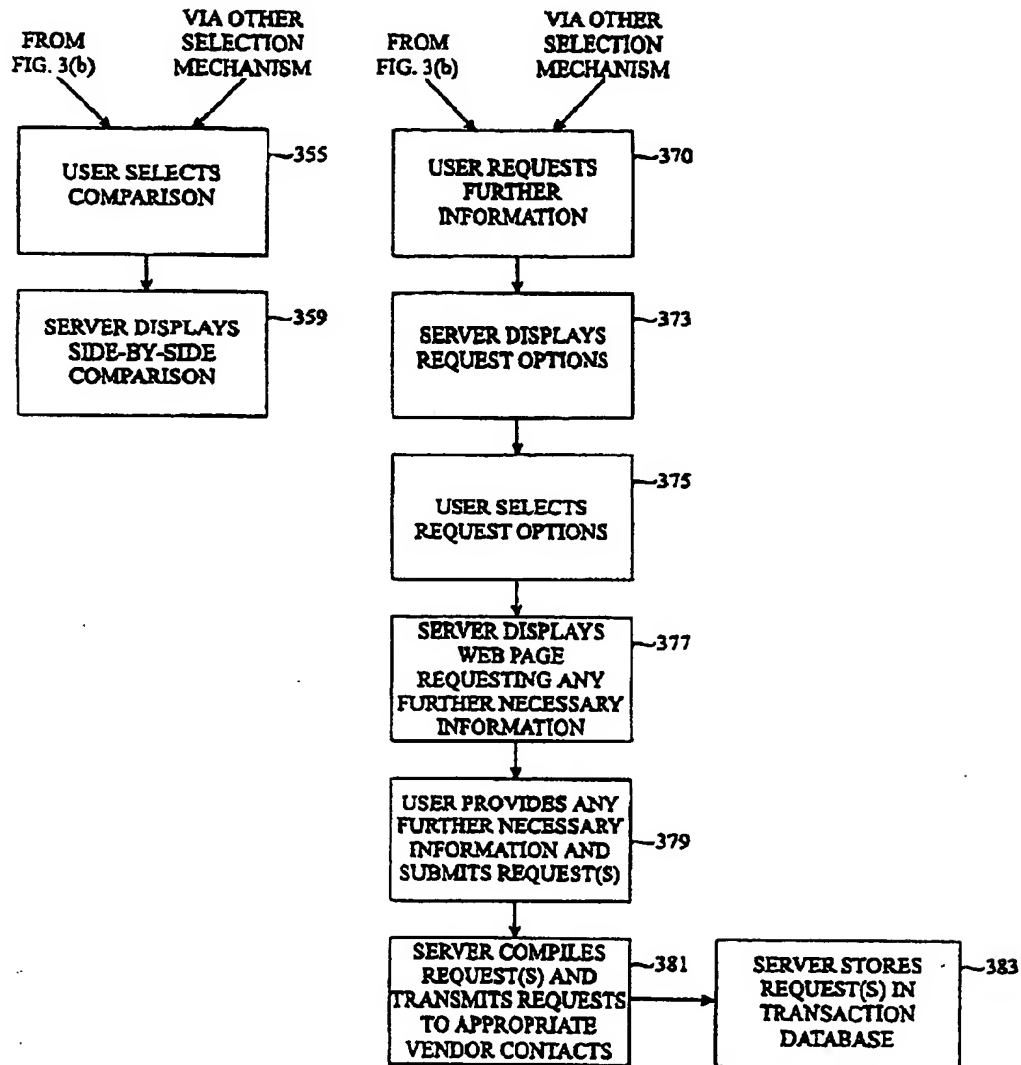 FROM
FIG. 3(b)
VIA OTHER
SELECTION
MECHANISM
USER SELECTS
COMPARISON
355
SERVER DISPLAYS
SIDE-BY-SIDE
COMPARISON
359
FROM
FIG. 3(b)
VIA OTHER
SELECTION
MECHANISM
USER REQUESTS
FURTHER
INFORMATION
370
SERVER DISPLAYS
REQUEST OPTIONS
373
USER SELECTS
REQUEST OPTIONS
375
SERVER DISPLAYS
WEB PAGE
REQUESTING ANY
FURTHER NECESSARY
INFORMATION
377
USER PROVIDES ANY
FURTHER NECESSARY
INFORMATION AND
SUBMITS REQUEST(S)
379
SERVER COMPILES
REQUEST(S) AND
TRANSMITS REQUESTS
TO APPROPRIATE
VENDOR CONTACTS
381
SERVER STORES
REQUEST(S) IN
TRANSACTION
DATABASE
383